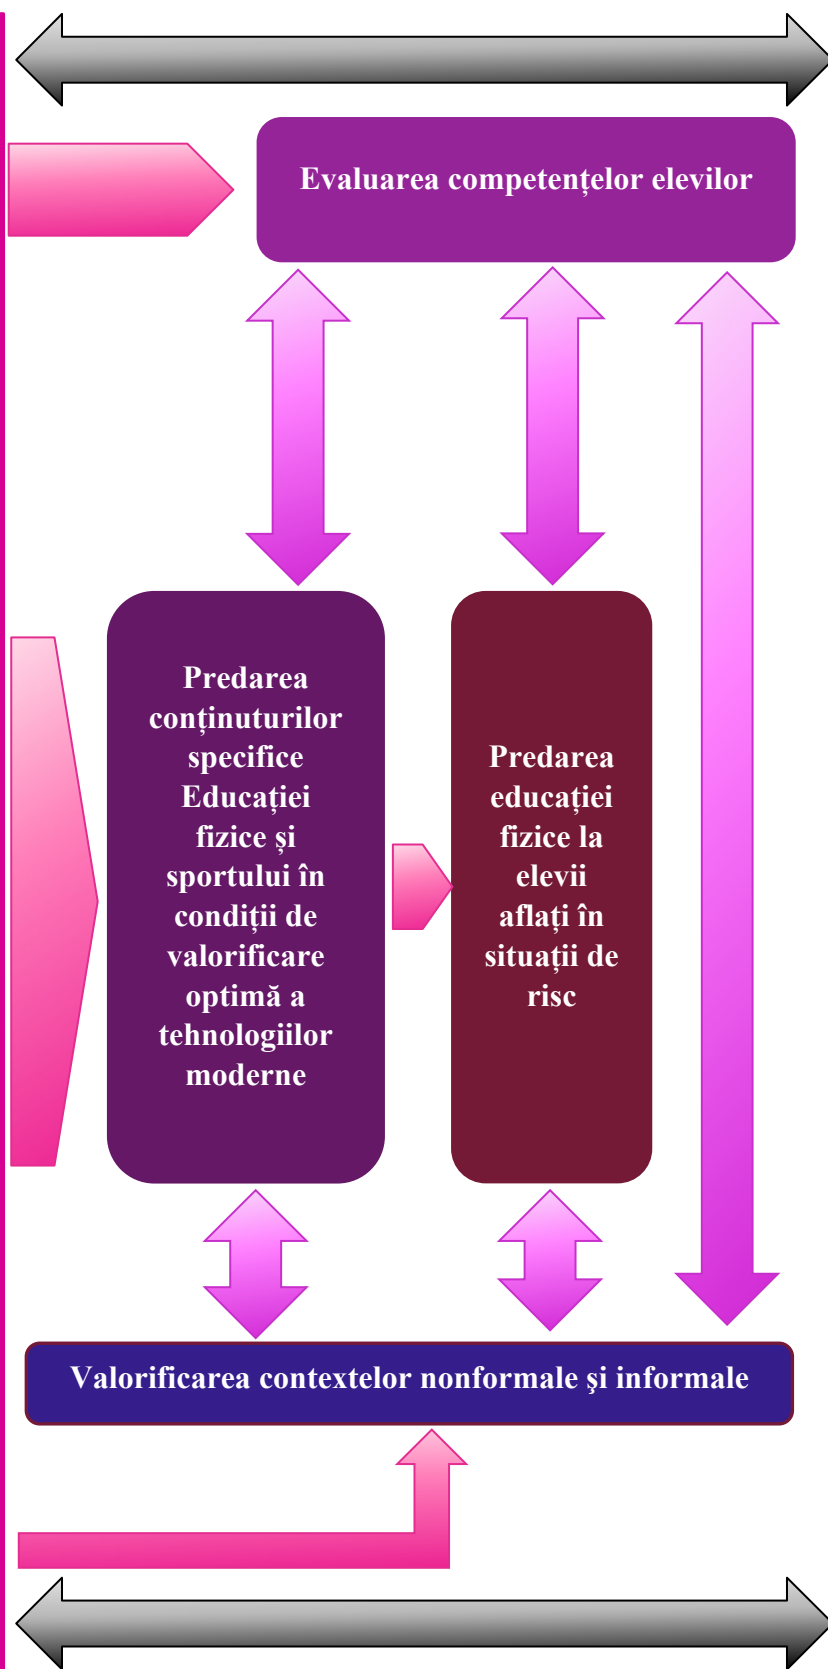 Evaluarea competențelor elevilor
Predarea
conținuturilor
specifice
Educației
fizice și
sportului în
condiții de
valorificare
optimă a
tehnologiilor
moderne
Predarea
educației
fizice la
elevii
aflați în
situații de
risc
Valorificarea contextelor nonformale şi informale